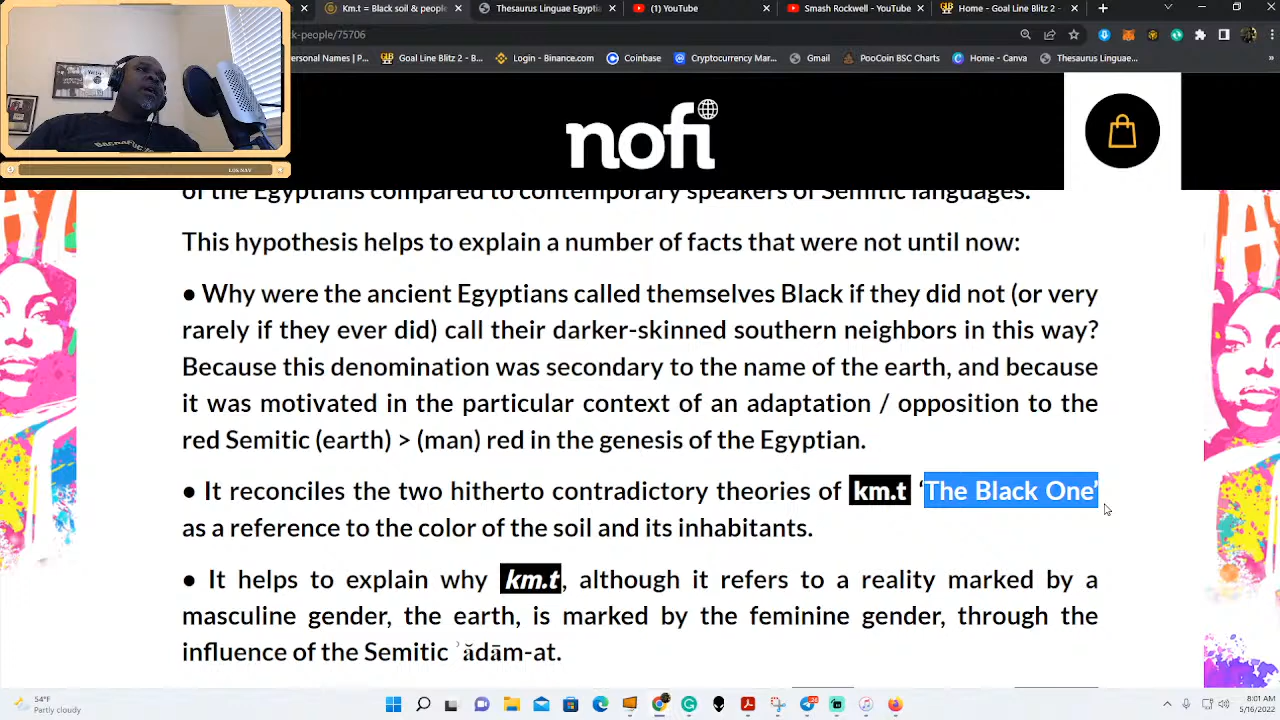 Km.t = Black soil & people
Thesaurus Linguae Egyptia
(1) YouTube
Smash Rockwell - YouTube
Home - Goal Line Blitz 2 -
k-people/75706
ersonal Names | P...
Goal Line Blitz 2 - B...
Login - Binance.com
Coinbase
Cryptocurrency Mar...
Gmail
PooCoin BSC Charts
Home - Canva
Thesaurus Linguae...
nofi
of the Egyptians compared to contemporary speakers of Semitic languages.
This hypothesis helps to explain a number of facts that were not until now:
● Why were the ancient Egyptians called themselves Black if they did not (or very
rarely if they ever did) call their darker-skinned southern neighbors in this way?
Because this denomination was secondary to the name of the earth, and because
it was motivated in the particular context of an adaptation / opposition to the
red Semitic (earth) > (man) red in the genesis of the Egyptian.
● It reconciles the two hitherto contradictory theories of km.t ‘The Black One’
as a reference to the color of the soil and its inhabitants.
● It helps to explain why km.t, although it refers to a reality marked by a
masculine gender, the earth, is marked by the feminine gender, through the
influence of the Semitic ʾădām-at.
54°F
Partly cloudy
8:01 AM
5/16/2022